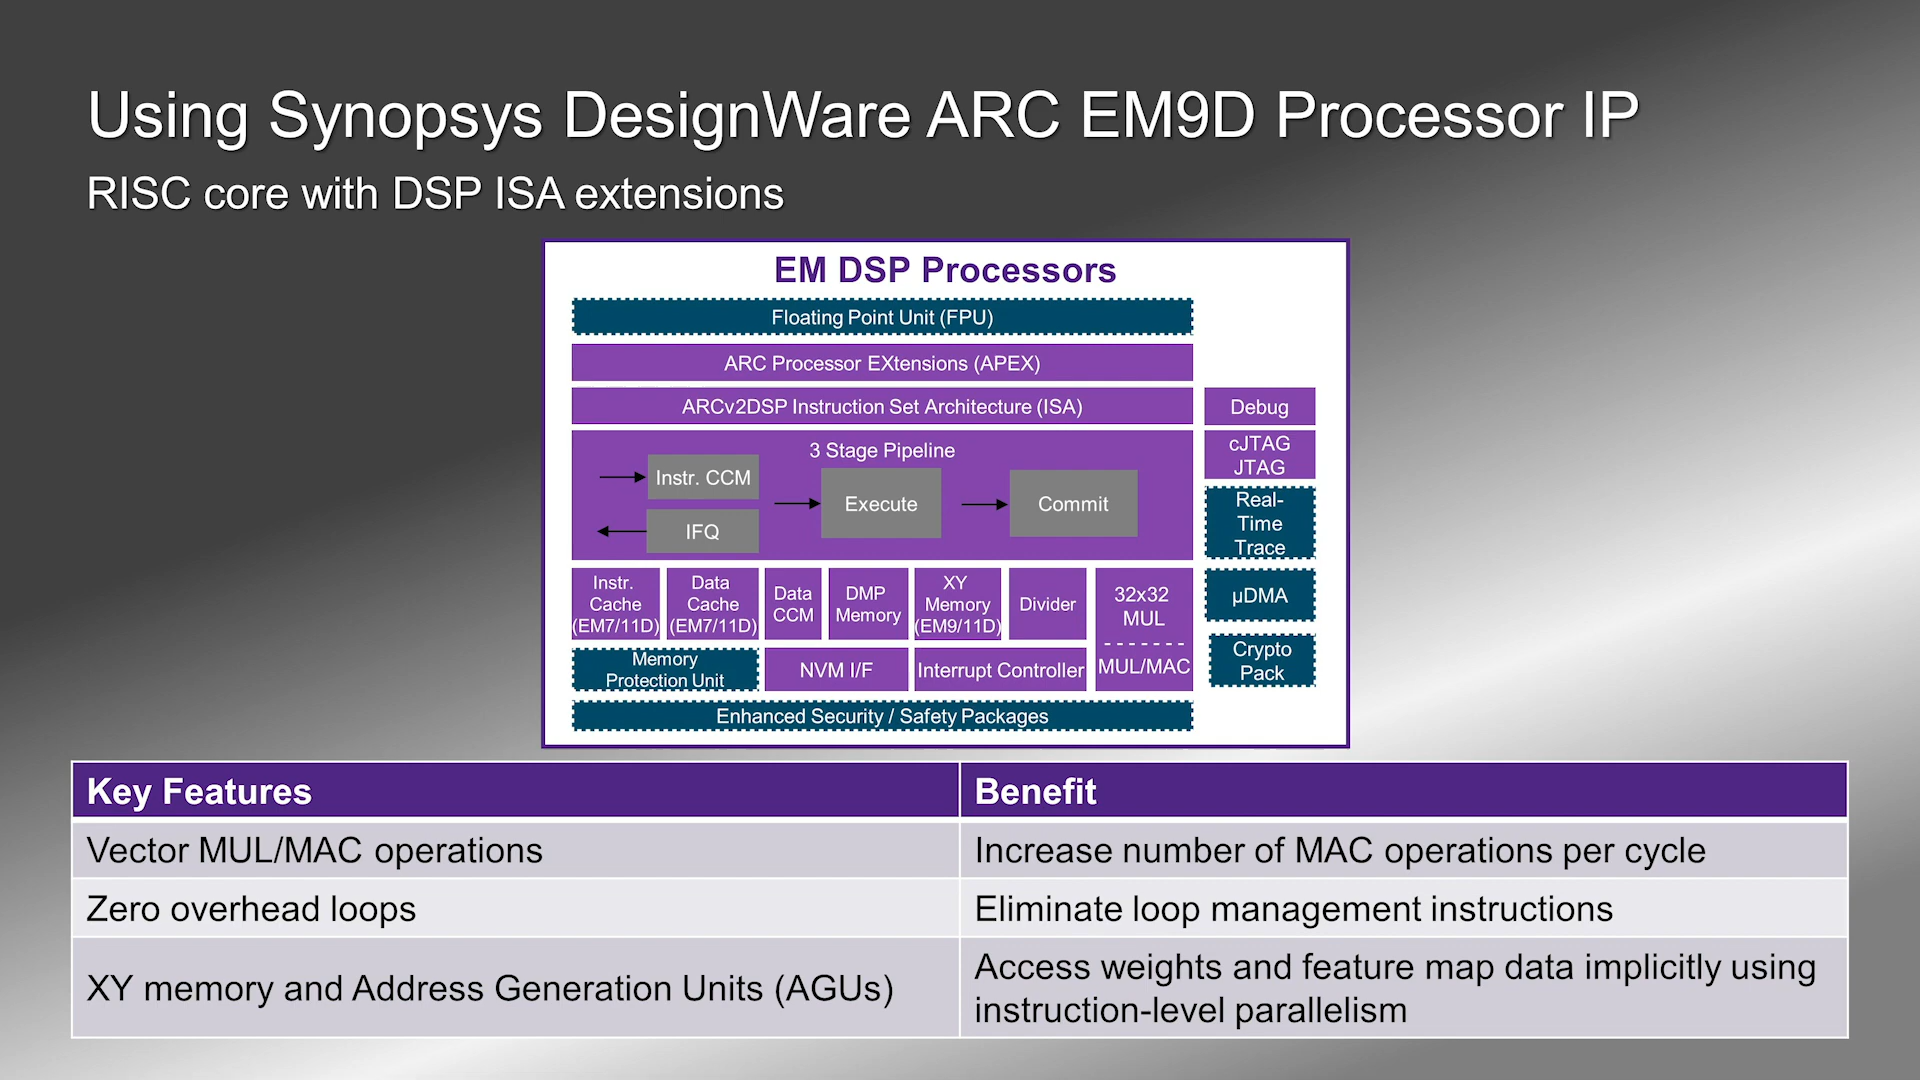 Using Synopsys DesignWare ARC EM9D Processor IP
RISC core with DSP ISA extensions
EM DSP Processors
Floating Point Unit (FPU)
ARC Processor EXtensions (APEX)
ARCv2DSP Instruction Set Architecture (ISA)
3 Stage Pipeline
Instr. CCM
IFQ
Execute
Commit
Instr.
Cache
(EM7/11D)
Data
Cache
(EM7/11D)
Data
CCM
DMP
Memory
XY
Memory
(EM9/11D)
Divider
32x32
MUL
MUL/MAC
Memory
Protection Unit
NVM I/F
Interrupt Controller
Enhanced Security / Safety Packages
Debug
cJTAG
JTAG
Real-
Time
Trace
µDMA
Crypto
Pack
Key Features
Benefit
Vector MUL/MAC operations
Increase number of MAC operations per cycle
Zero overhead loops
Eliminate loop management instructions
XY memory and Address Generation Units (AGUs)
Access weights and feature map data implicitly using
instruction-level parallelism